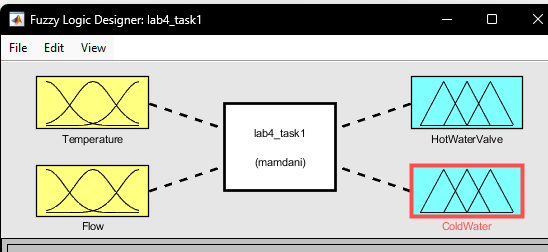 Fuzzy Logic Designer: lab4_task1
File Edit View
Temperature
Flow
lab4_task1
(mamdani)
HotWaterValve
ColdWater